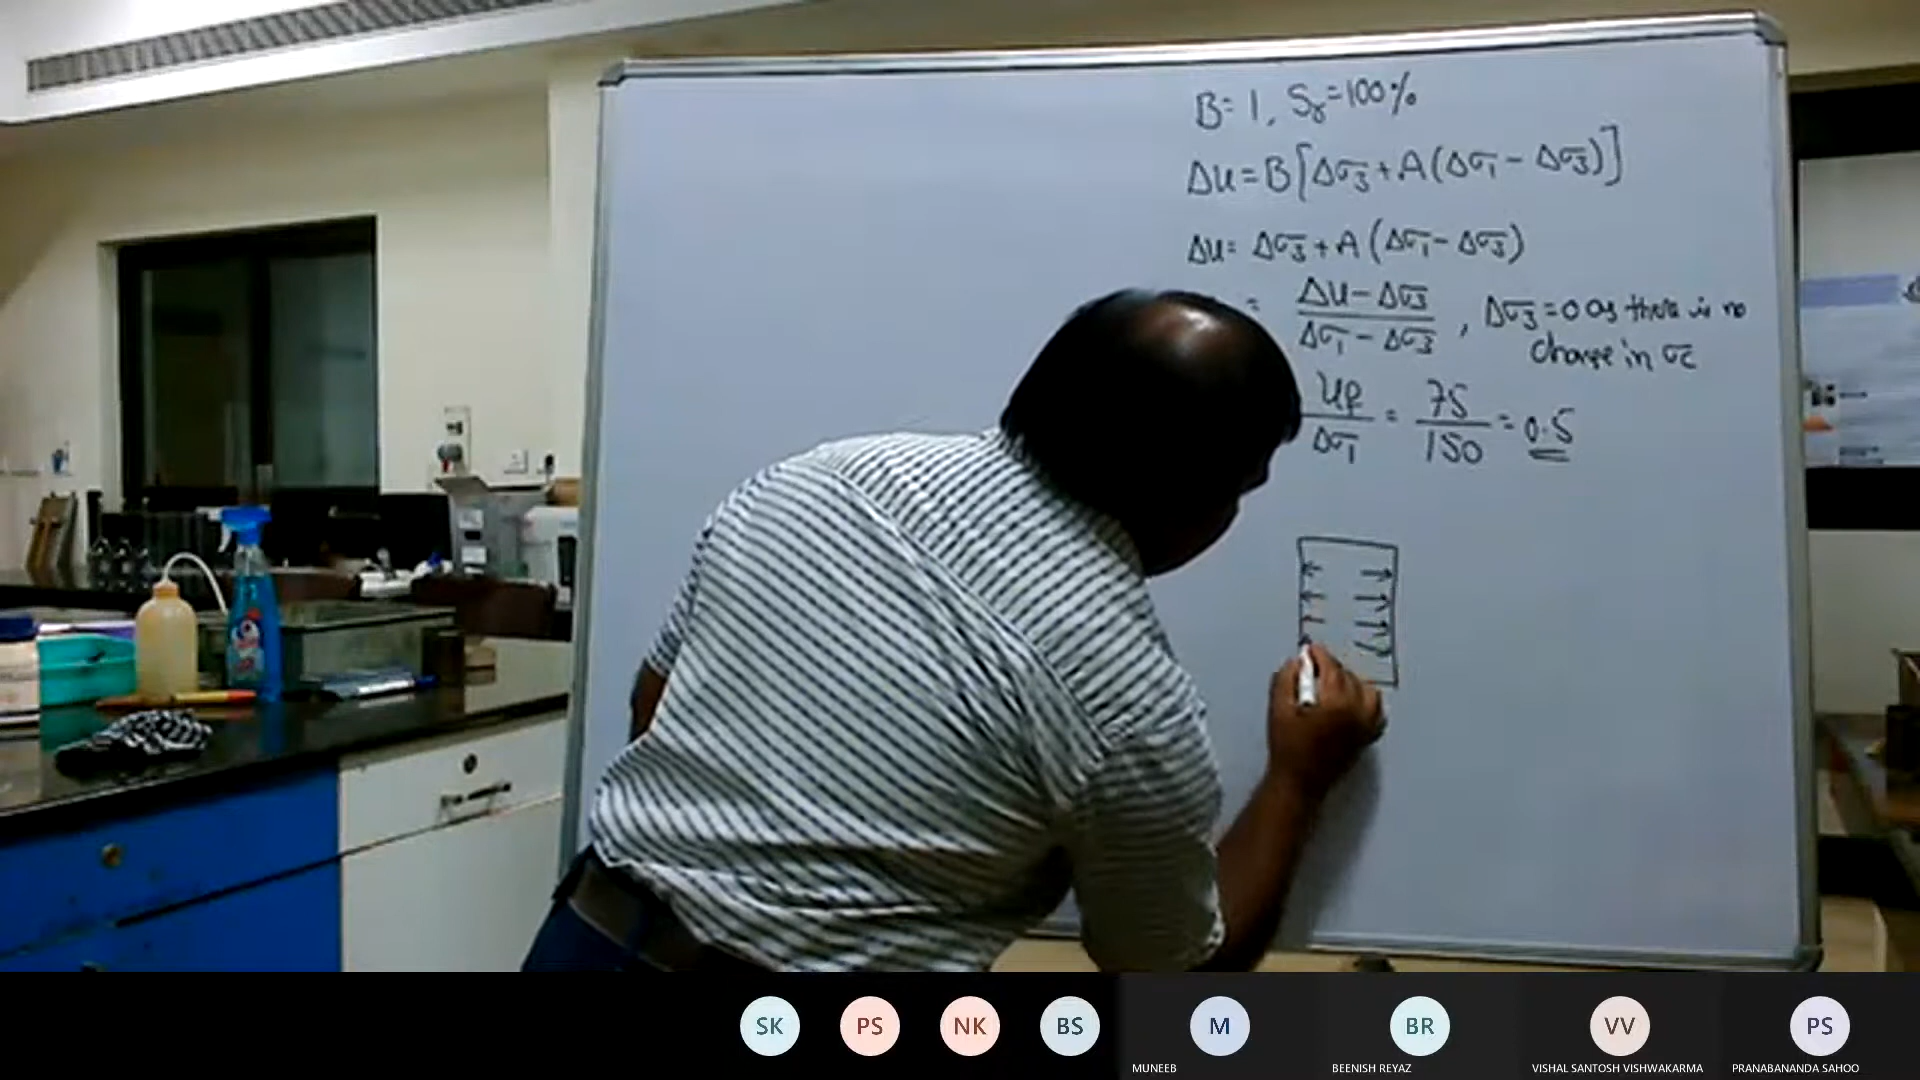 B = 1, Sr = 100%
Δu = B[Δσ3 + A(Δσ1 - Δσ3)]
Δu = Δσ3 + A(Δσ1 - Δσ3)
= (Δu - Δσ3)/(Δσ1 - Δσ3), Δσ3 = 0 as there is no
change in σc
uf/Δσ1 = 75/150 = 0.5
SK PS NK BS M BR VV PS
MUNEEB BEENISH REYAZ VISHAL SANTOSH VISHWAKARMA PRANABANANDA SAHOO